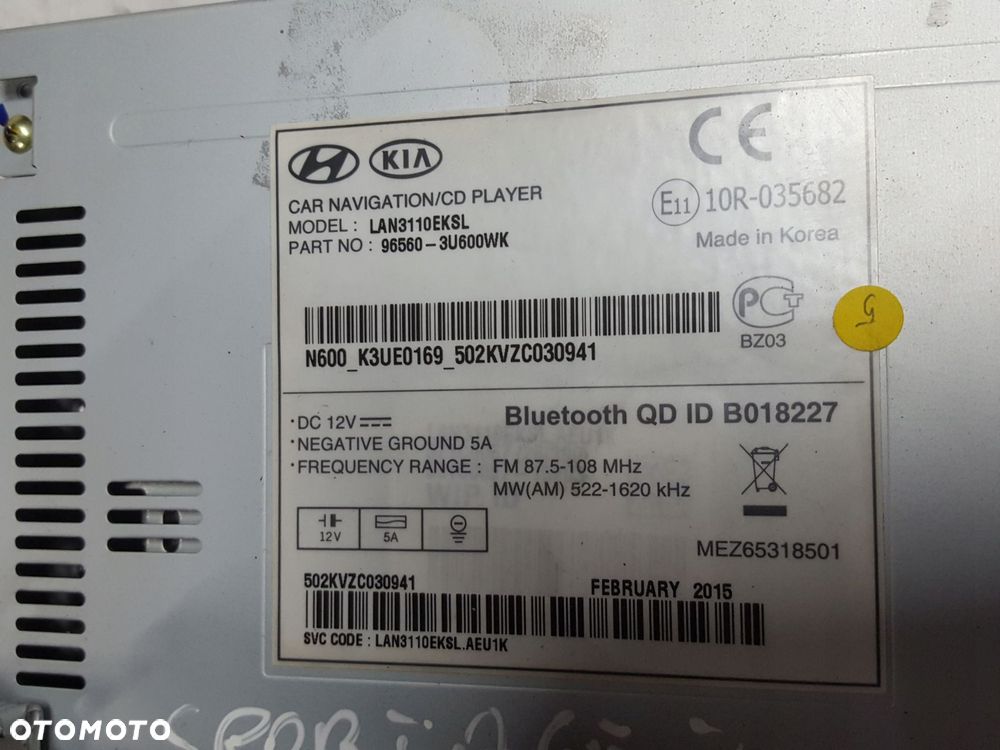 H KIA
CE
CAR NAVIGATION/CD PLAYER
MODEL : LAN3110EKSL
PART NO : 96560-3U600WK
E11 10R-035682
Made in Korea
PCT
BZ03
5
N600_K3UE0169_502KVZC030941
Bluetooth QD ID B018227
·DC 12V
·NEGATIVE GROUND 5A
·FREQUENCY RANGE : FM 87.5-108 MHz
MW(AM) 522-1620 kHz
12V 5A
MEZ65318501
502KVZC030941
FEBRUARY 2015
SVC CODE : LAN3110EKSL.AEU1K
OTOMOTO